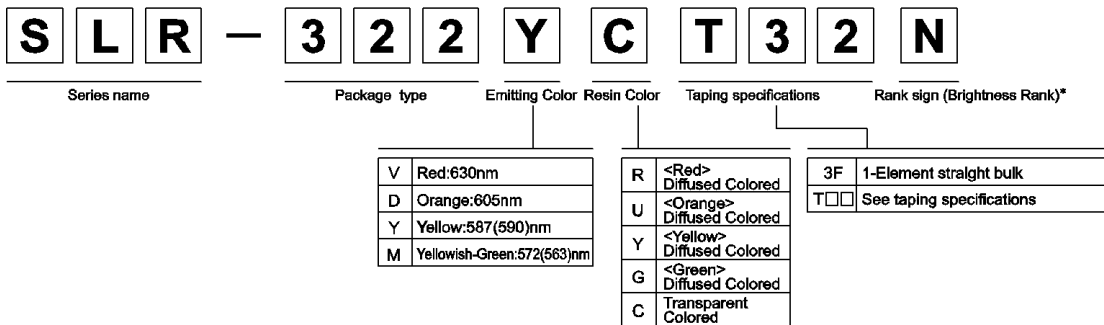 S L R — 3 2 2 Y C T 3 2 N
Series name Package type Emitting Color Resin Color Taping specifications Rank sign (Brightness Rank)*
V Red:630nm
D Orange:605nm
Y Yellow:587(590)nm
M Yellowish-Green:572(563)nm
R <Red>
Diffused Colored
U <Orange>
Diffused Colored
Y <Yellow>
Diffused Colored
G <Green>
Diffused Colored
C Transparent
Colored
3F 1-Element straight bulk
T□□ See taping specifications